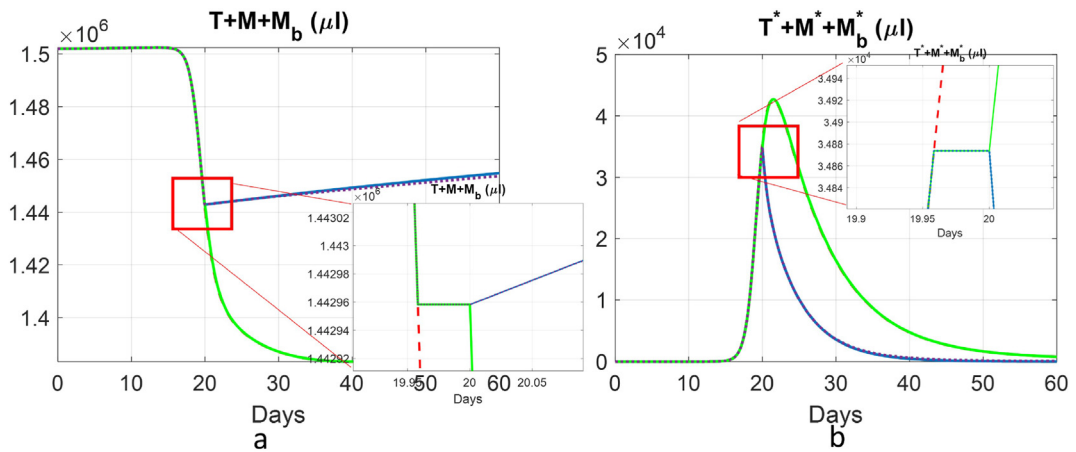 T+M+M_b (μl)
×10^6
1.5
1.48
1.46
1.44
1.42
1.4
0 10 20 30 40 50 60
Days
a
T+M+M_b (μl)
×10^6
1.44302
1.443
1.44298
1.44296
1.44294
1.44292
19.95 20 20.05
Days
T*+M*+M*_b (μl)
×10^4
5
4
3
2
1
0
0 10 20 30 40 50 60
Days
b
T*+M*+M*_b (μl)
×10^4
3.494
3.492
3.49
3.488
3.486
3.484
19.9 19.95 20
Days